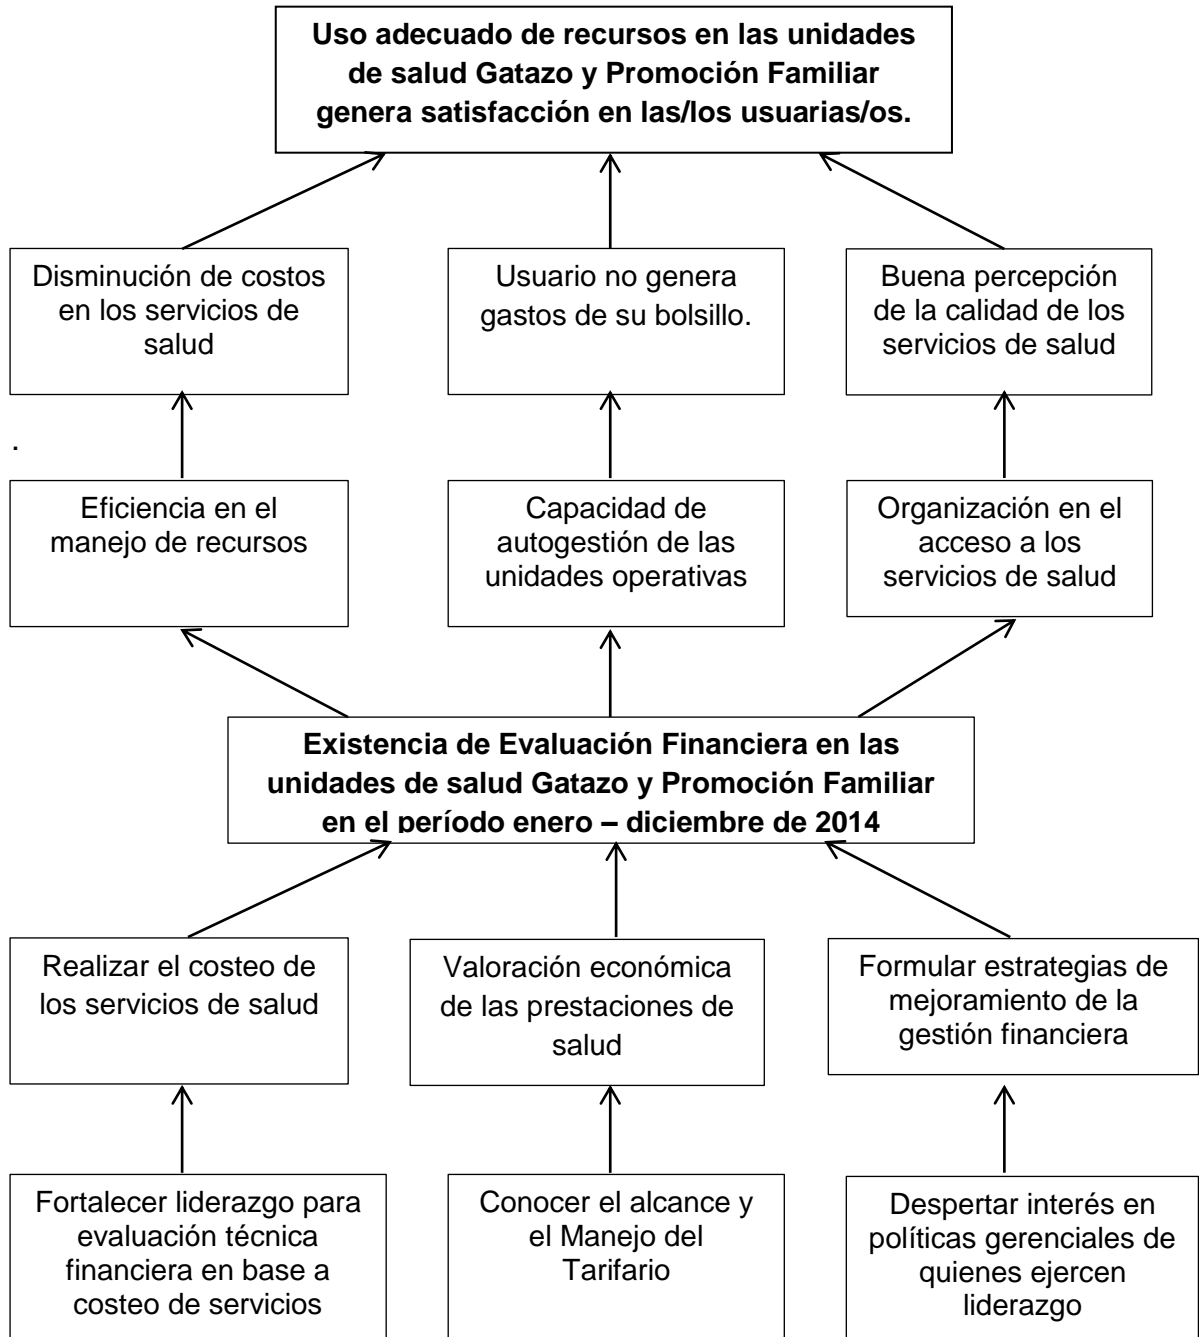 Uso adecuado de recursos en las unidades
de salud Gatazo y Promoción Familiar
genera satisfacción en las/los usuarias/os.
Disminución de costos
en los servicios de
salud
Usuario no genera
gastos de su bolsillo.
Buena percepción
de la calidad de los
servicios de salud
.
Eficiencia en el
manejo de recursos
Capacidad de
autogestión de las
unidades operativas
Organización en el
acceso a los
servicios de salud
Existencia de Evaluación Financiera en las
unidades de salud Gatazo y Promoción Familiar
en el período enero – diciembre de 2014
Realizar el costeo de
los servicios de salud
Valoración económica
de las prestaciones de
salud
Formular estrategias de
mejoramiento de la
gestión financiera
Fortalecer liderazgo para
evaluación técnica
financiera en base a
costeo de servicios
Conocer el alcance y
el Manejo del
Tarifario
Despertar interés en
políticas gerenciales de
quienes ejercen
liderazgo